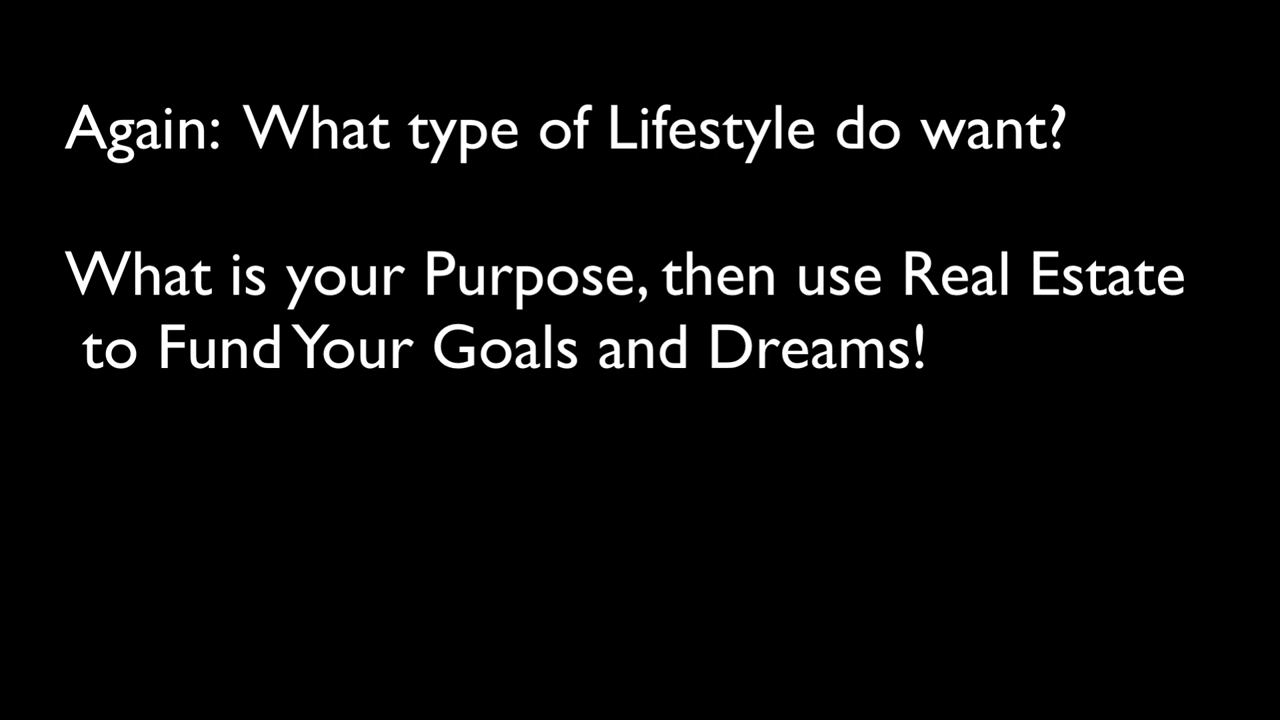 Again: What type of Lifestyle do want?
What is your Purpose, then use Real Estate
to Fund Your Goals and Dreams!